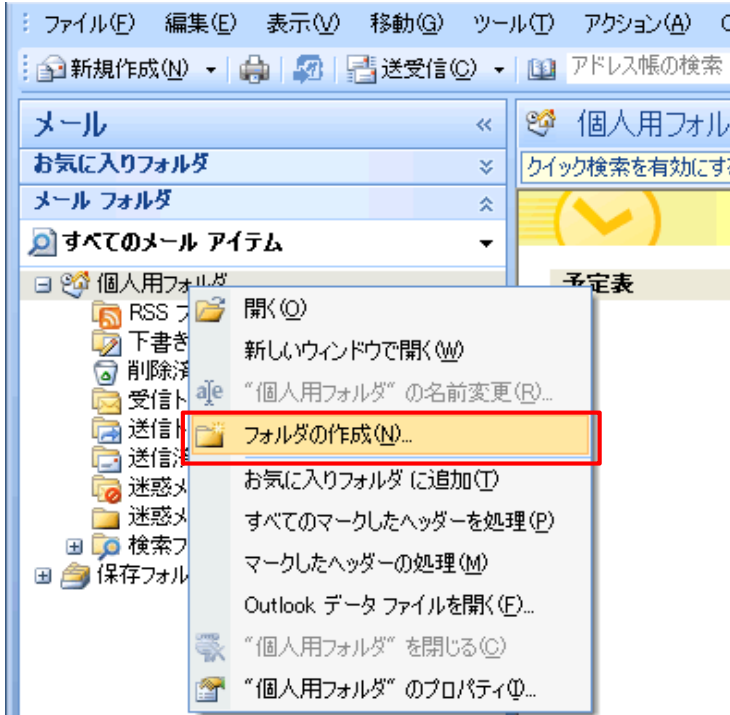 ファイル(F) 編集(E) 表示(V) 移動(G) ツール(T) アクション(A)
新規作成(N) 送受信(C) アドレス帳の検索
メール
お気に入りフォルダ
メール フォルダ
すべてのメール アイテム
個人用フォルダ
RSS
下書き
削除済
受信ト
送信ト
送信済
迷惑メ
迷惑メ
検索フ
保存フォル
開く(O)
新しいウィンドウで開く(W)
"個人用フォルダ" の名前変更(R)...
フォルダの作成(N)...
お気に入りフォルダ に追加(T)
すべてのマークしたヘッダーを処理(P)
マークしたヘッダーの処理(M)
Outlook データ ファイルを開く(F)...
"個人用フォルダ" を閉じる(C)
"個人用フォルダ" のプロパティ(I)...
個人用フォル
クイック検索を有効にす
予定表